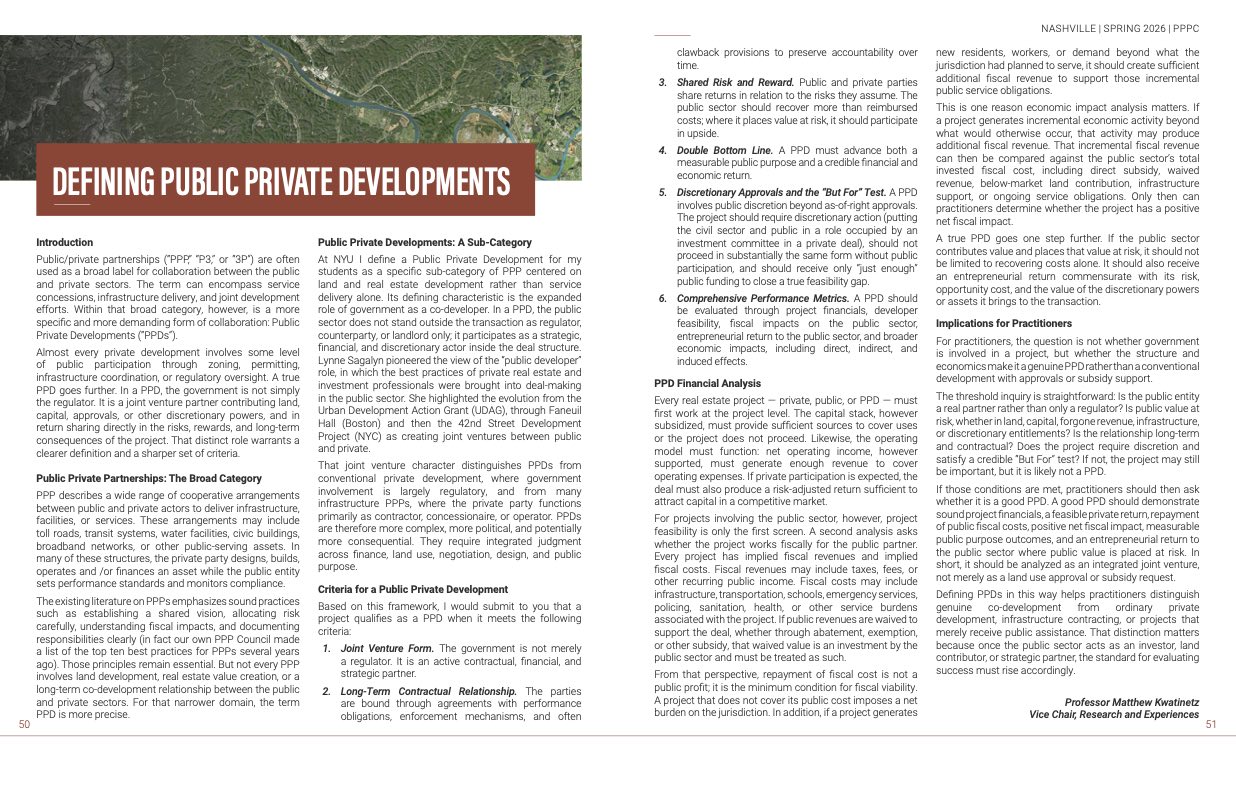 NASHVILLE | SPRING 2026 | PPPC
DEFINING PUBLIC PRIVATE DEVELOPMENTS
Introduction
Public/private partnerships (“PPP,” “P3,” or “3P”) are often
used as a broad label for collaboration between the public
and private sectors. The term can encompass service
concessions, infrastructure delivery, and joint development
efforts. Within that broad category, however, is a more
specific and more demanding form of collaboration: Public
Private Developments (“PPDs”).
Almost every private development involves some level
of public participation through zoning, permitting,
infrastructure coordination, or regulatory oversight. A true
PPD goes further. In a PPD, the government is not simply
the regulator. It is a joint venture partner contributing land,
capital, approvals, or other discretionary powers, and in
return sharing directly in the risks, rewards, and long-term
consequences of the project. That distinct role warrants a
clearer definition and a sharper set of criteria.
Public Private Partnerships: The Broad Category
PPP describes a wide range of cooperative arrangements
between public and private actors to deliver infrastructure,
facilities, or services. These arrangements may include
toll roads, transit systems, water facilities, civic buildings,
broadband networks, or other public-serving assets. In
many of these structures, the private party designs, builds,
operates and /or finances an asset while the public entity
sets performance standards and monitors compliance.
The existing literature on PPPs emphasizes sound practices
such as establishing a shared vision, allocating risk
carefully, understanding fiscal impacts, and documenting
responsibilities clearly (in fact our own PPP Council made
a list of the top ten best practices for PPPs several years
ago). Those principles remain essential. But not every PPP
involves land development, real estate value creation, or a
long-term co-development relationship between the public
and private sectors. For that narrower domain, the term
PPD is more precise.
50
Public Private Developments: A Sub-Category
At NYU I define a Public Private Development for my
students as a specific sub-category of PPP centered on
land and real estate development rather than service
delivery alone. Its defining characteristic is the expanded
role of government as a co-developer. In a PPD, the public
sector does not stand outside the transaction as regulator,
counterparty, or landlord only; it participates as a strategic,
financial, and discretionary actor inside the deal structure.
Lynne Sagalyn pioneered the view of the “public developer”
role, in which the best practices of private real estate and
investment professionals were brought into deal-making
in the public sector. She highlighted the evolution from the
Urban Development Action Grant (UDAG), through Faneuil
Hall (Boston) and then the 42nd Street Development
Project (NYC) as creating joint ventures between public
and private.
That joint venture character distinguishes PPDs from
conventional private development, where government
involvement is largely regulatory, and from many
infrastructure PPPs, where the private party functions
primarily as contractor, concessionaire, or operator. PPDs
are therefore more complex, more political, and potentially
more consequential. They require integrated judgment
across finance, land use, negotiation, design, and public
purpose.
Criteria for a Public Private Development
Based on this framework, I would submit to you that a
project qualifies as a PPD when it meets the following
criteria:
1. Joint Venture Form. The government is not merely
a regulator. It is an active contractual, financial, and
strategic partner.
2. Long-Term Contractual Relationship. The parties
are bound through agreements with performance
obligations, enforcement mechanisms, and often
clawback provisions to preserve accountability over
time.
3. Shared Risk and Reward. Public and private parties
share returns in relation to the risks they assume. The
public sector should recover more than reimbursed
costs; where it places value at risk, it should participate
in upside.
4. Double Bottom Line. A PPD must advance both a
measurable public purpose and a credible financial and
economic return.
5. Discretionary Approvals and the “But For” Test. A PPD
involves public discretion beyond as-of-right approvals.
The project should require discretionary action (putting
the civil sector and public in a role occupied by an
investment committee in a private deal), should not
proceed in substantially the same form without public
participation, and should receive only “just enough”
public funding to close a true feasibility gap.
6. Comprehensive Performance Metrics. A PPD should
be evaluated through project financials, developer
feasibility, fiscal impacts on the public sector,
entrepreneurial return to the public sector, and broader
economic impacts, including direct, indirect, and
induced effects.
PPD Financial Analysis
Every real estate project — private, public, or PPD — must
first work at the project level. The capital stack, however
subsidized, must provide sufficient sources to cover uses
or the project does not proceed. Likewise, the operating
model must function: net operating income, however
supported, must generate enough revenue to cover
operating expenses. If private participation is expected, the
deal must also produce a risk-adjusted return sufficient to
attract capital in a competitive market.
For projects involving the public sector, however, project
feasibility is only the first screen. A second analysis asks
whether the project works fiscally for the public partner.
Every project has implied fiscal revenues and implied
fiscal costs. Fiscal revenues may include taxes, fees, or
other recurring public income. Fiscal costs may include
infrastructure, transportation, schools, emergency services,
policing, sanitation, health, or other service burdens
associated with the project. If public revenues are waived to
support the deal, whether through abatement, exemption,
or other subsidy, that waived value is an investment by the
public sector and must be treated as such.
From that perspective, repayment of fiscal cost is not a
public profit; it is the minimum condition for fiscal viability.
A project that does not cover its public cost imposes a net
burden on the jurisdiction. In addition, if a project generates
new residents, workers, or demand beyond what the
jurisdiction had planned to serve, it should create sufficient
additional fiscal revenue to support those incremental
public service obligations.
This is one reason economic impact analysis matters. If
a project generates incremental economic activity beyond
what would otherwise occur, that activity may produce
additional fiscal revenue. That incremental fiscal revenue
can then be compared against the public sector’s total
invested fiscal cost, including direct subsidy, waived
revenue, below-market land contribution, infrastructure
support, or ongoing service obligations. Only then can
practitioners determine whether the project has a positive
net fiscal impact.
A true PPD goes one step further. If the public sector
contributes value and places that value at risk, it should not
be limited to recovering costs alone. It should also receive
an entrepreneurial return commensurate with its risk,
opportunity cost, and the value of the discretionary powers
or assets it brings to the transaction.
Implications for Practitioners
For practitioners, the question is not whether government
is involved in a project, but whether the structure and
economics make it a genuine PPD rather than a conventional
development with approvals or subsidy support.
The threshold inquiry is straightforward: Is the public entity
a real partner rather than only a regulator? Is public value at
risk, whether in land, capital, forgone revenue, infrastructure,
or discretionary entitlements? Is the relationship long-term
and contractual? Does the project require discretion and
satisfy a credible “But For” test? If not, the project may still
be important, but it is likely not a PPD.
If those conditions are met, practitioners should then ask
whether it is a good PPD. A good PPD should demonstrate
sound project financials, a feasible private return, repayment
of public fiscal costs, positive net fiscal impact, measurable
public purpose outcomes, and an entrepreneurial return to
the public sector where public value is placed at risk. In
short, it should be analyzed as an integrated joint venture,
not merely as a land use approval or subsidy request.
Defining PPDs in this way helps practitioners distinguish
genuine co-development from ordinary private
development, infrastructure contracting, or projects that
merely receive public assistance. That distinction matters
because once the public sector acts as an investor, land
contributor, or strategic partner, the standard for evaluating
success must rise accordingly.
Professor Matthew Kwatinetz
Vice Chair, Research and Experiences
51